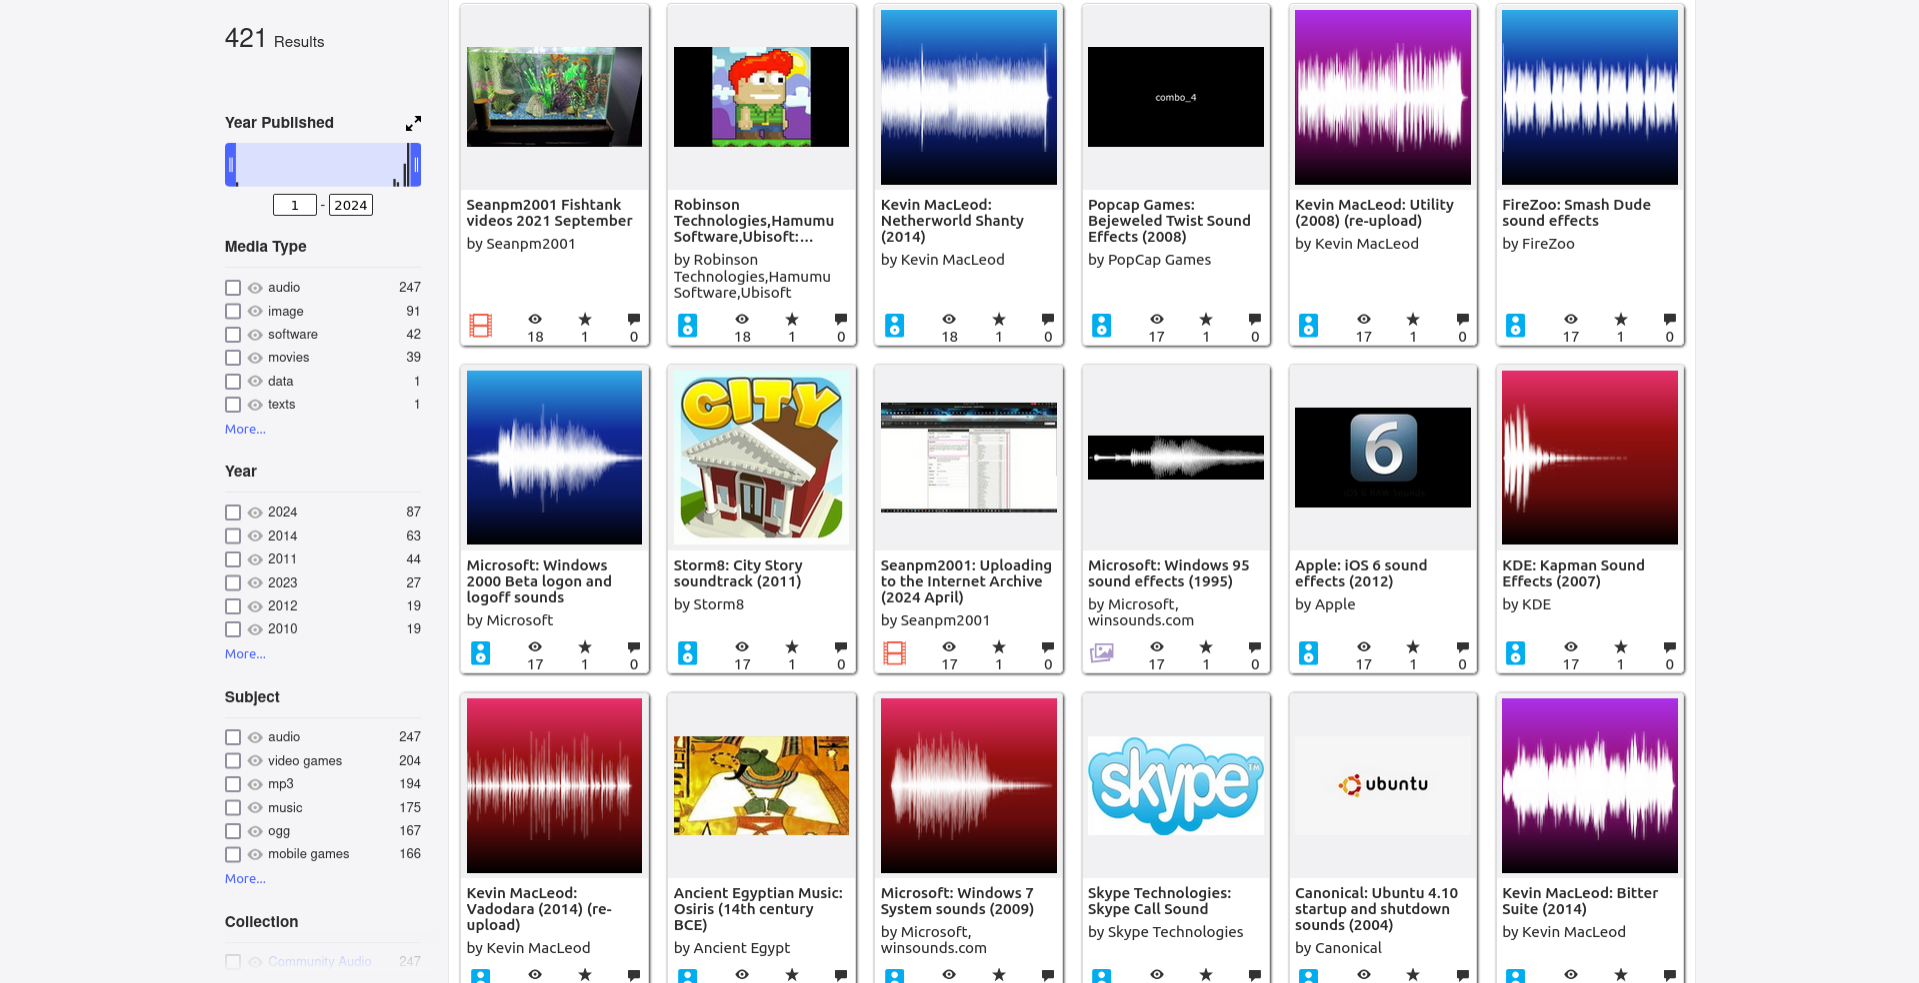 421 Results
Year Published
1 - 2024
Media Type
audio 247
image 91
software 42
movies 39
data 1
texts 1
More...
Year
2024 87
2014 63
2011 44
2023 27
2012 19
2010 19
More...
Subject
audio 247
video games 204
mp3 194
music 175
ogg 167
mobile games 166
More...
Collection
Community Audio 247
Seanpm2001 Fishtank
videos 2021 September
by Seanpm2001
18 1 0
Robinson
Technologies,Hamumu
Software,Ubisoft:...
by Robinson
Technologies,Hamumu
Software,Ubisoft
18 1 0
Kevin MacLeod:
Netherworld Shanty
(2014)
by Kevin MacLeod
18 1 0
combo_4
Popcap Games:
Bejeweled Twist Sound
Effects (2008)
by PopCap Games
17 1 0
Kevin MacLeod: Utility
(2008) (re-upload)
by Kevin MacLeod
17 1 0
FireZoo: Smash Dude
sound effects
by FireZoo
17 1 0
Microsoft: Windows
2000 Beta logon and
logoff sounds
by Microsoft
17 1 0
CITY
Storm8: City Story
soundtrack (2011)
by Storm8
17 1 0
Seanpm2001: Uploading
to the Internet Archive
(2024 April)
by Seanpm2001
17 1 0
Microsoft: Windows 95
sound effects (1995)
by Microsoft,
winsounds.com
17 1 0
6
Apple: iOS 6 sound
effects (2012)
by Apple
17 1 0
KDE: Kapman Sound
Effects (2007)
by KDE
17 1 0
Kevin MacLeod:
Vadodara (2014) (re-
upload)
by Kevin MacLeod
Ancient Egyptian Music:
Osiris (14th century
BCE)
by Ancient Egypt
Microsoft: Windows 7
System sounds (2009)
by Microsoft,
winsounds.com
skype TM
Skype Technologies:
Skype Call Sound
by Skype Technologies
ubuntu
Canonical: Ubuntu 4.10
startup and shutdown
sounds (2004)
by Canonical
Kevin MacLeod: Bitter
Suite (2014)
by Kevin MacLeod